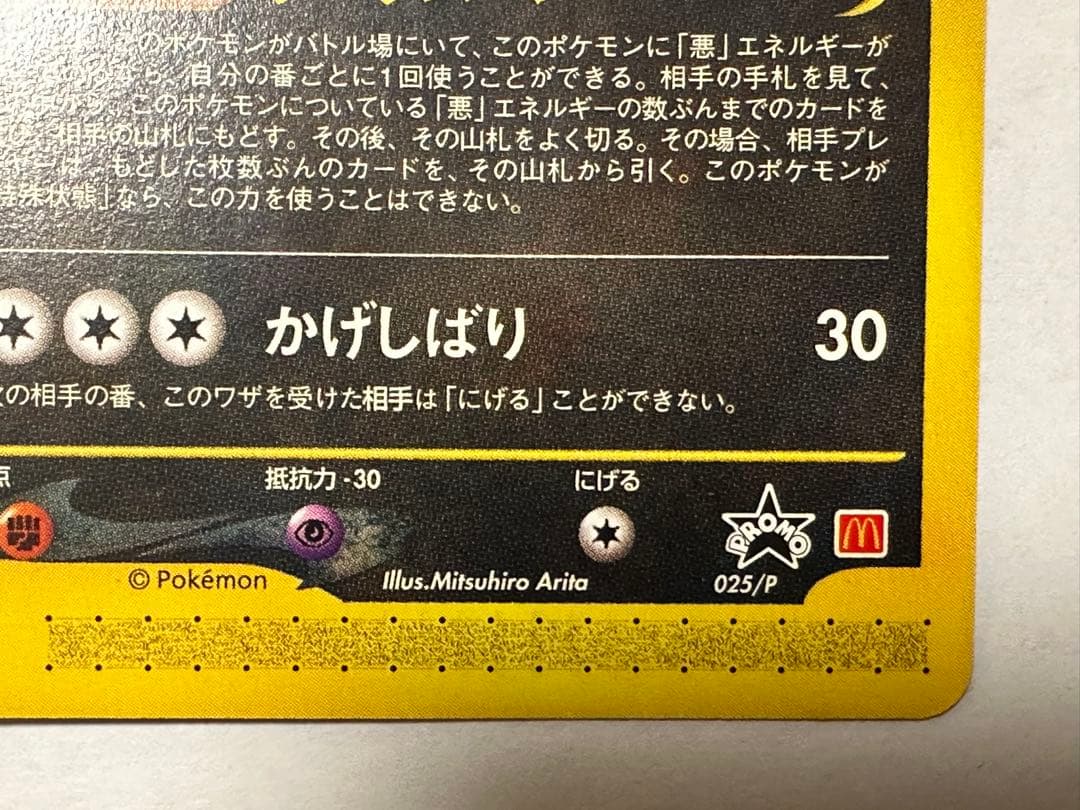 このポケモンがバトル場にいて、このポケモンに「悪」エネルギーが
自分の番ごとに1回使うことができる。相手の手札を見て、
このポケモンについている「悪」エネルギーの数ぶんまでのカードを
相手の山札にもどす。その後、その山札をよく切る。その場合、相手プレ
ヤーは、もどした枚数ぶんのカードを、その山札から引く。このポケモンが
特殊状態」なら、この力を使うことはできない。
かげしばり 30
の相手の番、このワザを受けた相手は「にげる」ことができない。
点 抵抗力 -30 にげる
PROMO M
© Pokémon Illus.Mitsuhiro Arita 025/P